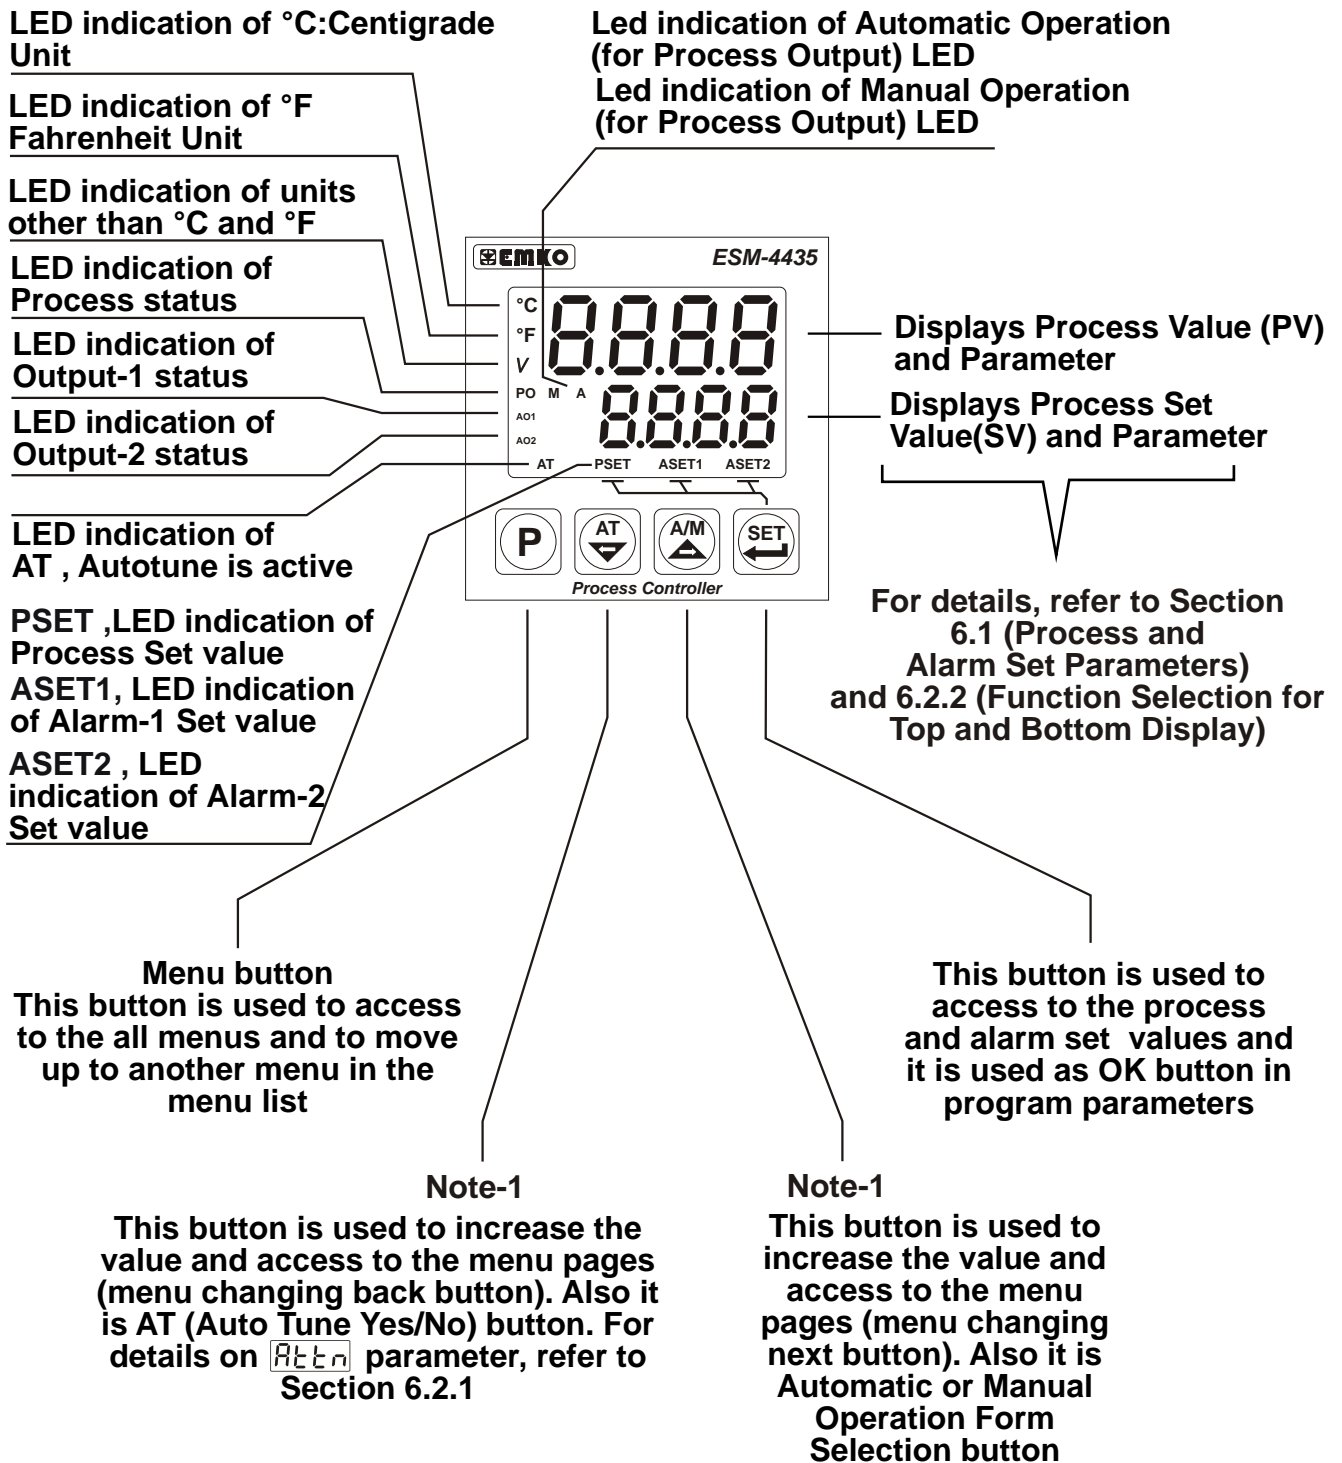 LED indication of °C:Centigrade
Unit
LED indication of °F
Fahrenheit Unit
LED indication of units
other than °C and °F
LED indication of
Process status
LED indication of
Output-1 status
LED indication of
Output-2 status
LED indication of
AT , Autotune is active
PSET ,LED indication of
Process Set value
ASET1, LED indication
of Alarm-1 Set value
ASET2 , LED
indication of Alarm-2
Set value
Led indication of Automatic Operation
(for Process Output) LED
Led indication of Manual Operation
(for Process Output) LED
EMKO
ESM-4435
°C
8.8.8.8
°F
V
PO M A
8.8.8.8
AO1
AO2
AT PSET ASET1 ASET2
P
AT
A/M
SET
Process Controller
Displays Process Value (PV)
and Parameter
Displays Process Set
Value(SV) and Parameter
For details, refer to Section
6.1 (Process and
Alarm Set Parameters)
and 6.2.2 (Function Selection for
Top and Bottom Display)
Menu button
This button is used to access
to the all menus and to move
up to another menu in the
menu list
Note-1
This button is used to increase the
value and access to the menu pages
(menu changing back button). Also it
is AT (Auto Tune Yes/No) button. For
details on Attn parameter, refer to
Section 6.2.1
Note-1
This button is used to
increase the value and
access to the menu
pages (menu changing
next button). Also it is
Automatic or Manual
Operation Form
Selection button
This button is used to
access to the process
and alarm set values and
it is used as OK button in
program parameters